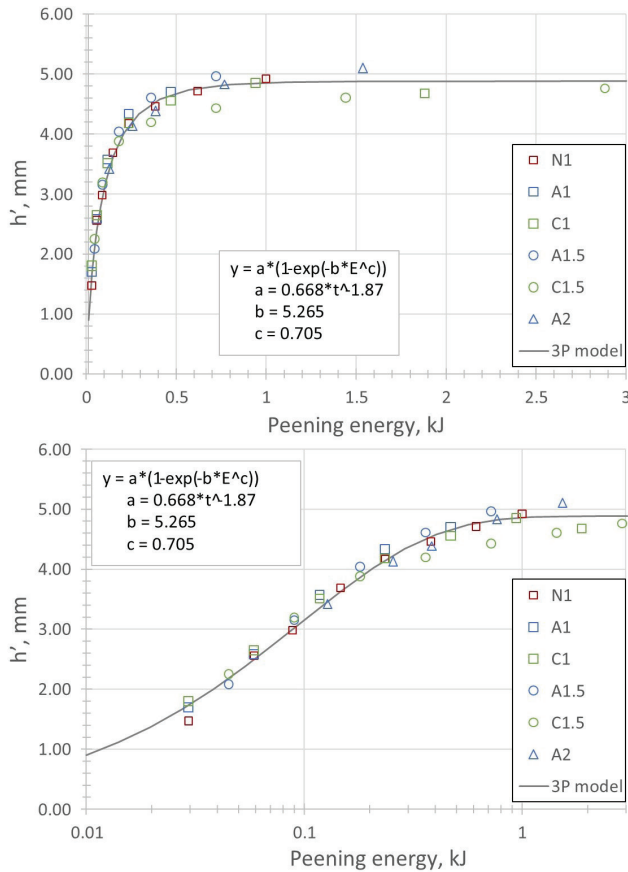 6.00
5.00
4.00
3.00
2.00
1.00
0.00
h’, mm
y = a*(1-exp(-b*E^c))
a = 0.668*t^-1.87
b = 5.265
c = 0.705
N1
A1
C1
A1.5
C1.5
A2
3P model
0 0.5 1 1.5 2 2.5 3
Peening energy, kJ
6.00
5.00
4.00
3.00
2.00
1.00
0.00
h’, mm
y = a*(1-exp(-b*E^c))
a = 0.668*t^-1.87
b = 5.265
c = 0.705
N1
A1
C1
A1.5
C1.5
A2
3P model
0.01 0.1 1
Peening energy, kJ